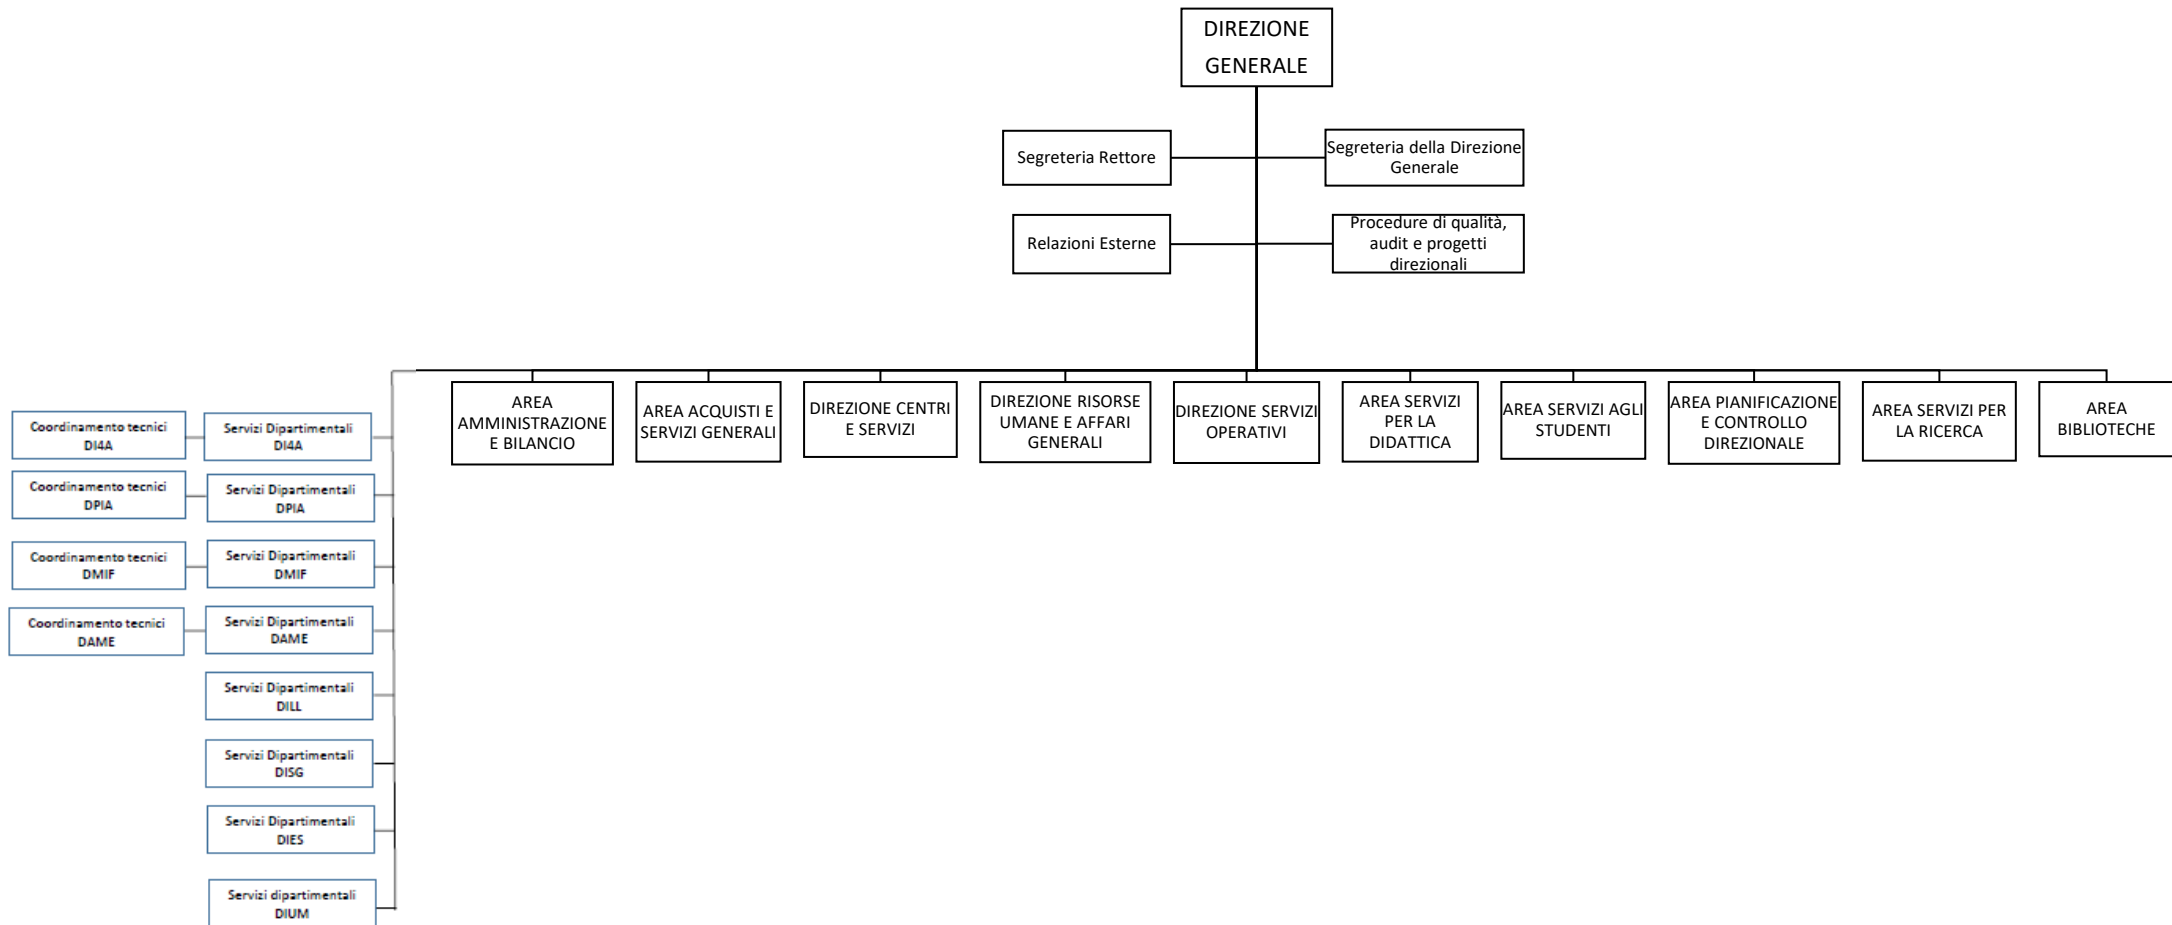 DIREZIONE
GENERALE
Segreteria Rettore
Segreteria della Direzione
Generale
Relazioni Esterne
Procedure di qualità,
audit e progetti
direzionali
AREA
AMMINISTRAZIONE
E BILANCIO
AREA ACQUISTI E
SERVIZI GENERALI
DIREZIONE CENTRI
E SERVIZI
DIREZIONE RISORSE
UMANE E AFFARI
GENERALI
DIREZIONE SERVIZI
OPERATIVI
AREA SERVIZI
PER LA
DIDATTICA
AREA SERVIZI AGLI
STUDENTI
AREA PIANIFICAZIONE
E CONTROLLO
DIREZIONALE
AREA SERVIZI PER
LA RICERCA
AREA
BIBLIOTECHE
Coordinamento tecnici
DI4A
Servizi Dipartimentali
DI4A
Coordinamento tecnici
DPIA
Servizi Dipartimentali
DPIA
Coordinamento tecnici
DMIF
Servizi Dipartimentali
DMIF
Coordinamento tecnici
DAME
Servizi Dipartimentali
DAME
Servizi Dipartimentali
DILL
Servizi Dipartimentali
DISG
Servizi Dipartimentali
DIES
Servizi dipartimentali
DIUM